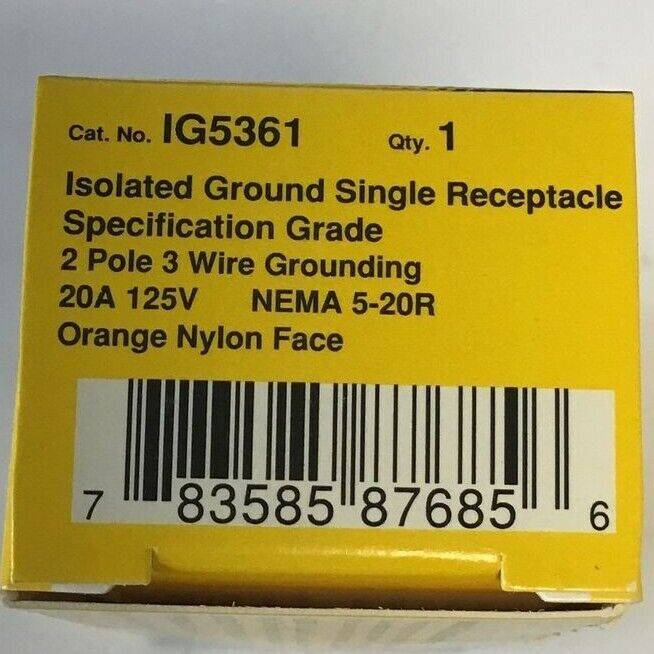 Cat. No. IG5361 Qty. 1
Isolated Ground Single Receptacle
Specification Grade
2 Pole 3 Wire Grounding
20A 125V NEMA 5-20R
Orange Nylon Face
7 83585 87685 6